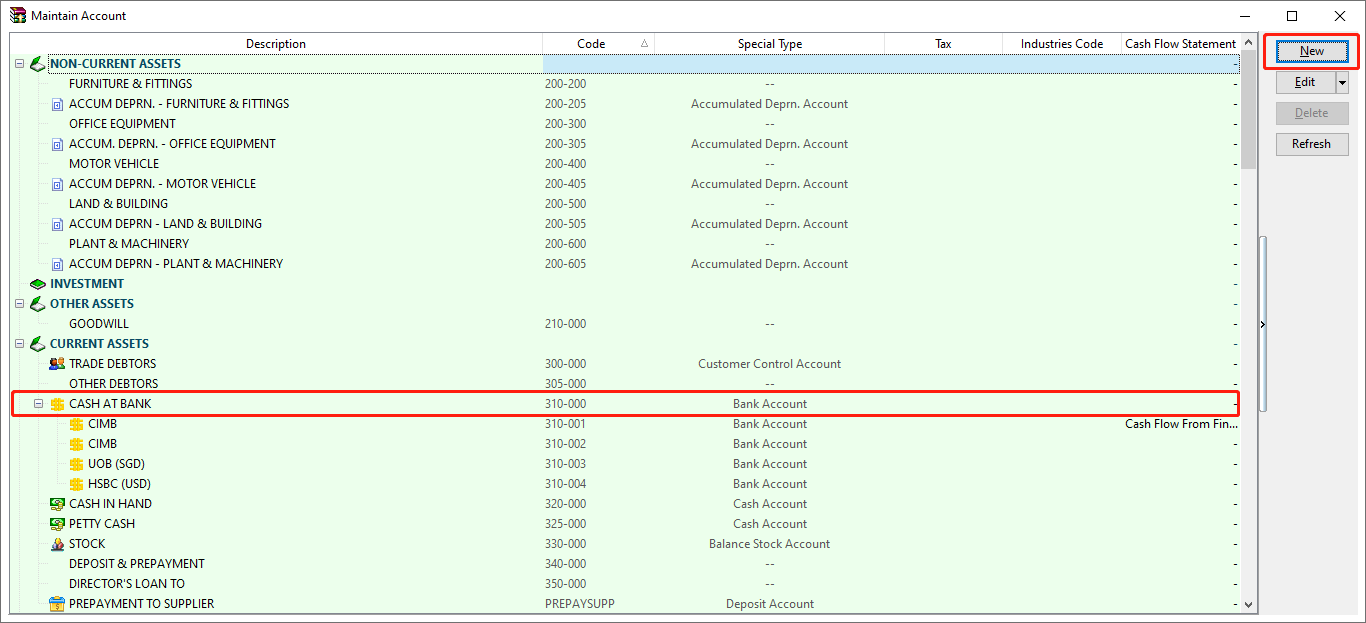 Maintain Account
Description Code Special Type Tax Industries Code Cash Flow Statement
NON-CURRENT ASSETS -
FURNITURE & FITTINGS 200-200 -- -
ACCUM DEPRN. - FURNITURE & FITTINGS 200-205 Accumulated Deprn. Account -
OFFICE EQUIPMENT 200-300 -- -
ACCUM. DEPRN. - OFFICE EQUIPMENT 200-305 Accumulated Deprn. Account -
MOTOR VEHICLE 200-400 -- -
ACCUM DEPRN. - MOTOR VEHICLE 200-405 Accumulated Deprn. Account -
LAND & BUILDING 200-500 -- -
ACCUM DEPRN - LAND & BUILDING 200-505 Accumulated Deprn. Account -
PLANT & MACHINERY 200-600 -- -
ACCUM DEPRN - PLANT & MACHINERY 200-605 Accumulated Deprn. Account -
INVESTMENT -
OTHER ASSETS -
GOODWILL 210-000 -- -
CURRENT ASSETS -
TRADE DEBTORS 300-000 Customer Control Account -
OTHER DEBTORS 305-000 -- -
CASH AT BANK 310-000 Bank Account -
CIMB 310-001 Bank Account Cash Flow From Fin...
CIMB 310-002 Bank Account -
UOB (SGD) 310-003 Bank Account -
HSBC (USD) 310-004 Bank Account -
CASH IN HAND 320-000 Cash Account -
PETTY CASH 325-000 Cash Account -
STOCK 330-000 Balance Stock Account -
DEPOSIT & PREPAYMENT 340-000 -- -
DIRECTOR'S LOAN TO 350-000 -- -
PREPAYMENT TO SUPPLIER PREPAYSUPP Deposit Account -
New
Edit
Delete
Refresh